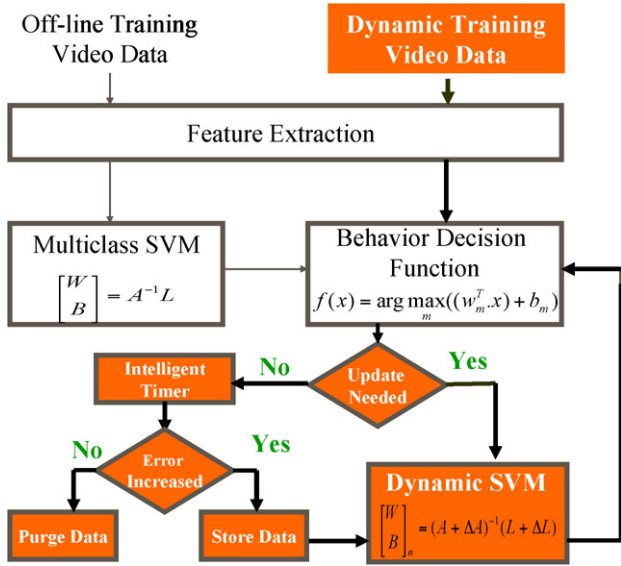 Off-line Training
Video Data
Dynamic Training
Video Data
Feature Extraction
Multiclass SVM
[W B] = A⁻¹ L
Behavior Decision
Function
f(x) = arg max_m((w_m^T.x) + b_m)
Update
Needed
No
Yes
Intelligent
Timer
Error
Increased
No
Yes
Purge Data
Store Data
Dynamic SVM
[W B]_n = (A + ΔA)⁻¹(L + ΔL)